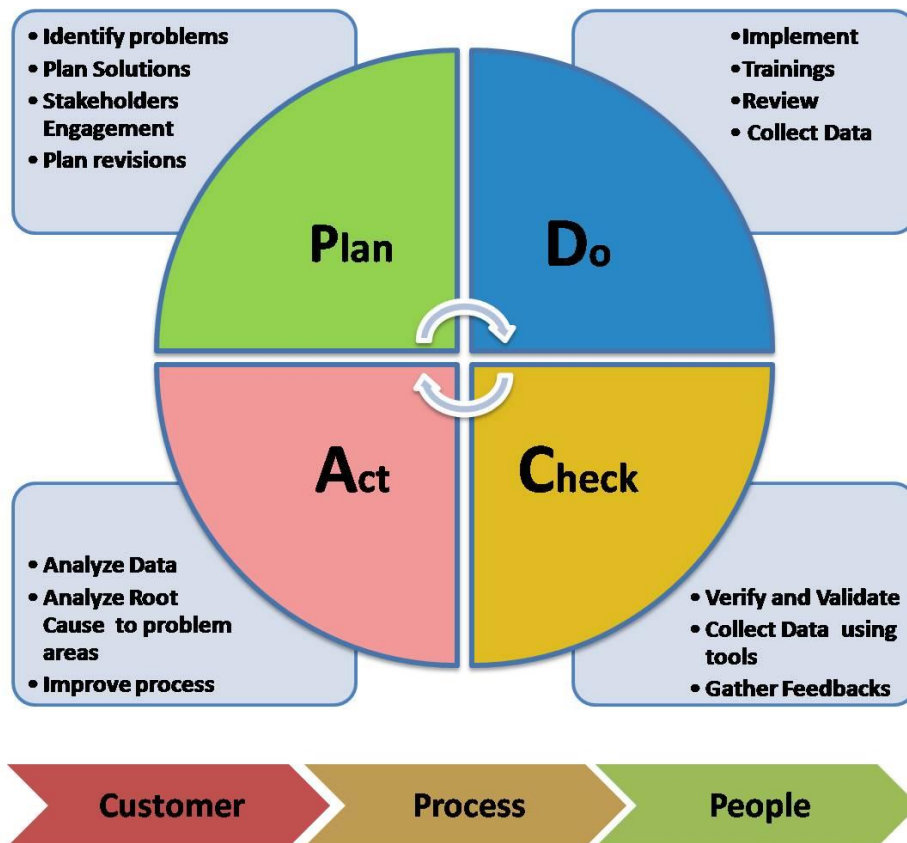 • Identify problems
• Plan Solutions
• Stakeholders
Engagement
• Plan revisions
• Implement
• Trainings
• Review
• Collect Data
Plan
Do
Act
Check
• Analyze Data
• Analyze Root
Cause to problem
areas
• Improve process
• Verify and Validate
• Collect Data using
tools
• Gather Feedbacks
Customer
Process
People